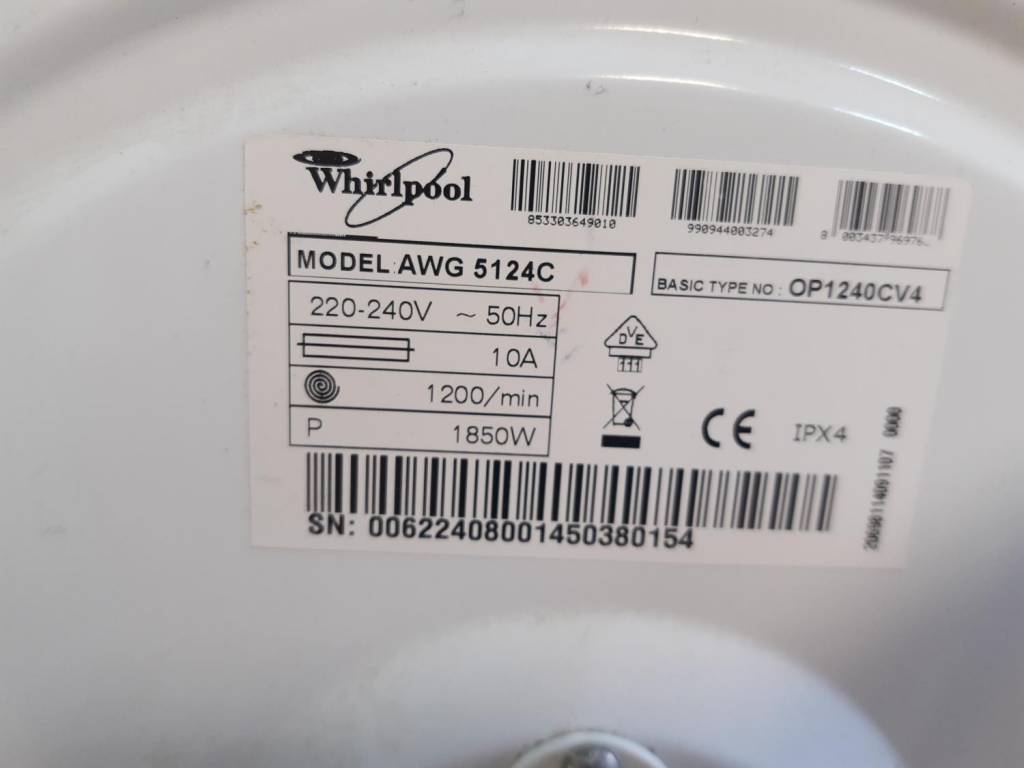 Whirlpool
853303649010
990944003274
MODEL: AWG 5124C
BASIC TYPE NO: OP1240CV4
220-240V ~ 50Hz
10A
1200/min
P 1850W
DVE
CE
IPX4
SN: 00622408001450380154